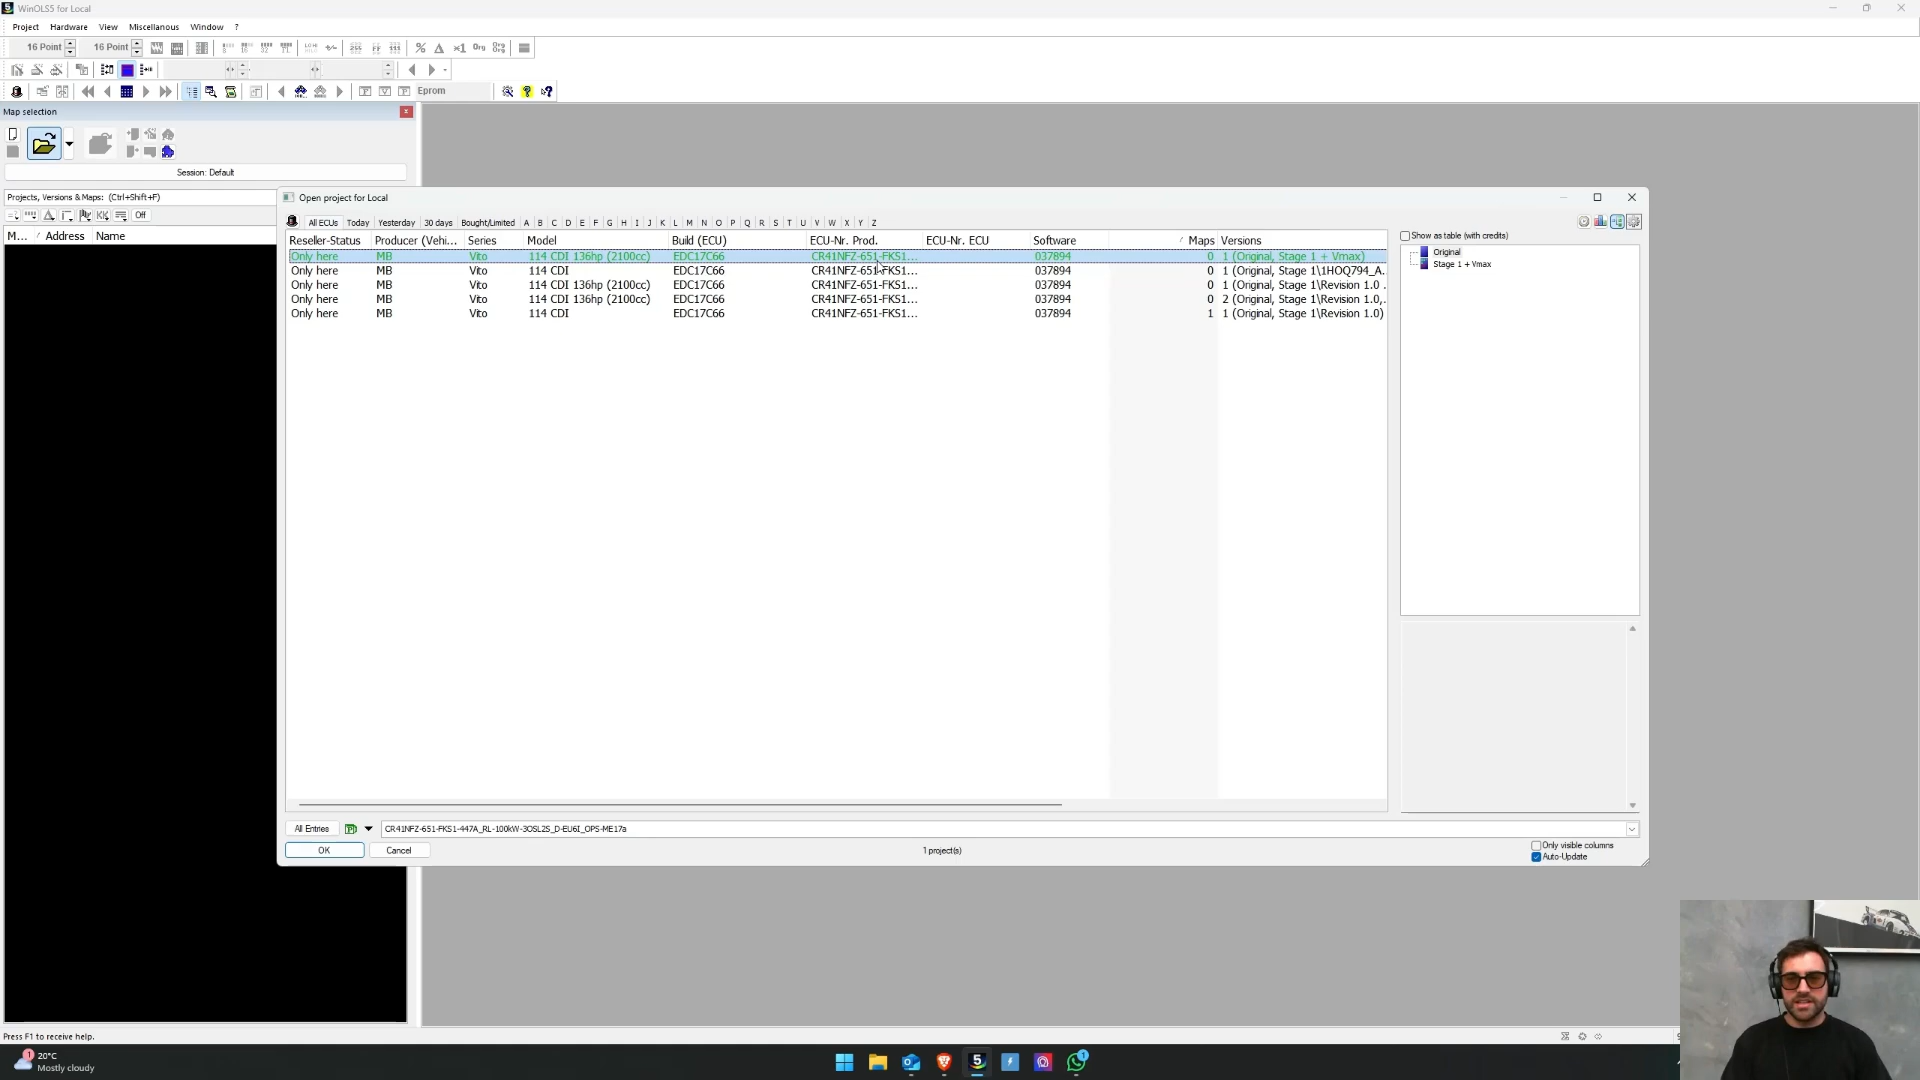 WinOLS5 for Local
Project Hardware View Miscellaneous Window ?
16 Point 16 Point
Eprom
Map selection
Session: Default
Projects, Versions & Maps: (Ctrl+Shift+F)
Off
M... Address Name
Open project for Local
All ECUs Today Yesterday 30 days Bought/Limited A B C D E F G H I J K L M N O P Q R S T U V W X Y Z
Reseller-Status Producer (Vehi... Series Model Build (ECU) ECU-Nr. Prod. ECU-Nr. ECU Software Maps Versions
Only here MB Vito 114 CDI 136hp (2100cc) EDC17C66 CR41NFZ-651-FKS1... 037894 0 1 (Original, Stage 1 + Vmax)
Only here MB Vito 114 CDI EDC17C66 CR41NFZ-651-FKS1... 037894 0 1 (Original, Stage 1\1HOQ794_A...
Only here MB Vito 114 CDI 136hp (2100cc) EDC17C66 CR41NFZ-651-FKS1... 037894 0 1 (Original, Stage 1\Revision 1.0 ...
Only here MB Vito 114 CDI 136hp (2100cc) EDC17C66 CR41NFZ-651-FKS1... 037894 0 2 (Original, Stage 1\Revision 1.0,...
Only here MB Vito 114 CDI EDC17C66 CR41NFZ-651-FKS1... 037894 1 1 (Original, Stage 1\Revision 1.0)
Show as table (with credits)
Original
Stage 1 + Vmax
All Entries CR41NFZ-651-FKS1-447A_RL-100kW-3OSL2S_D-EU6I_OPS-ME17a
OK Cancel 1 project(s)
Only visible columns
Auto-Update
Press F1 to receive help.
20°C
Mostly cloudy